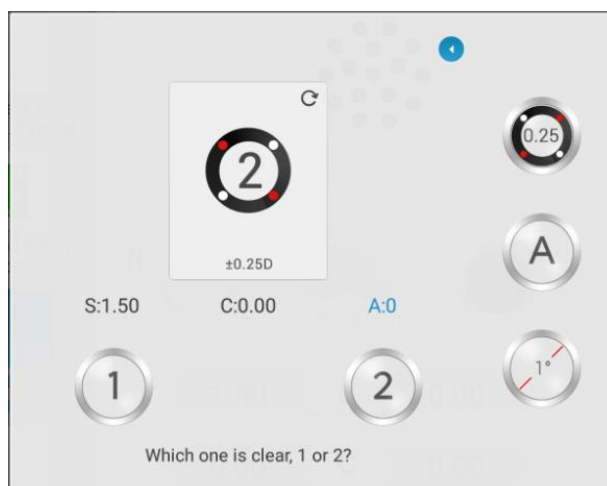 0.25
2
A
±0.25D
S:1.50 C:0.00 A:0
1°
1 2
Which one is clear, 1 or 2?